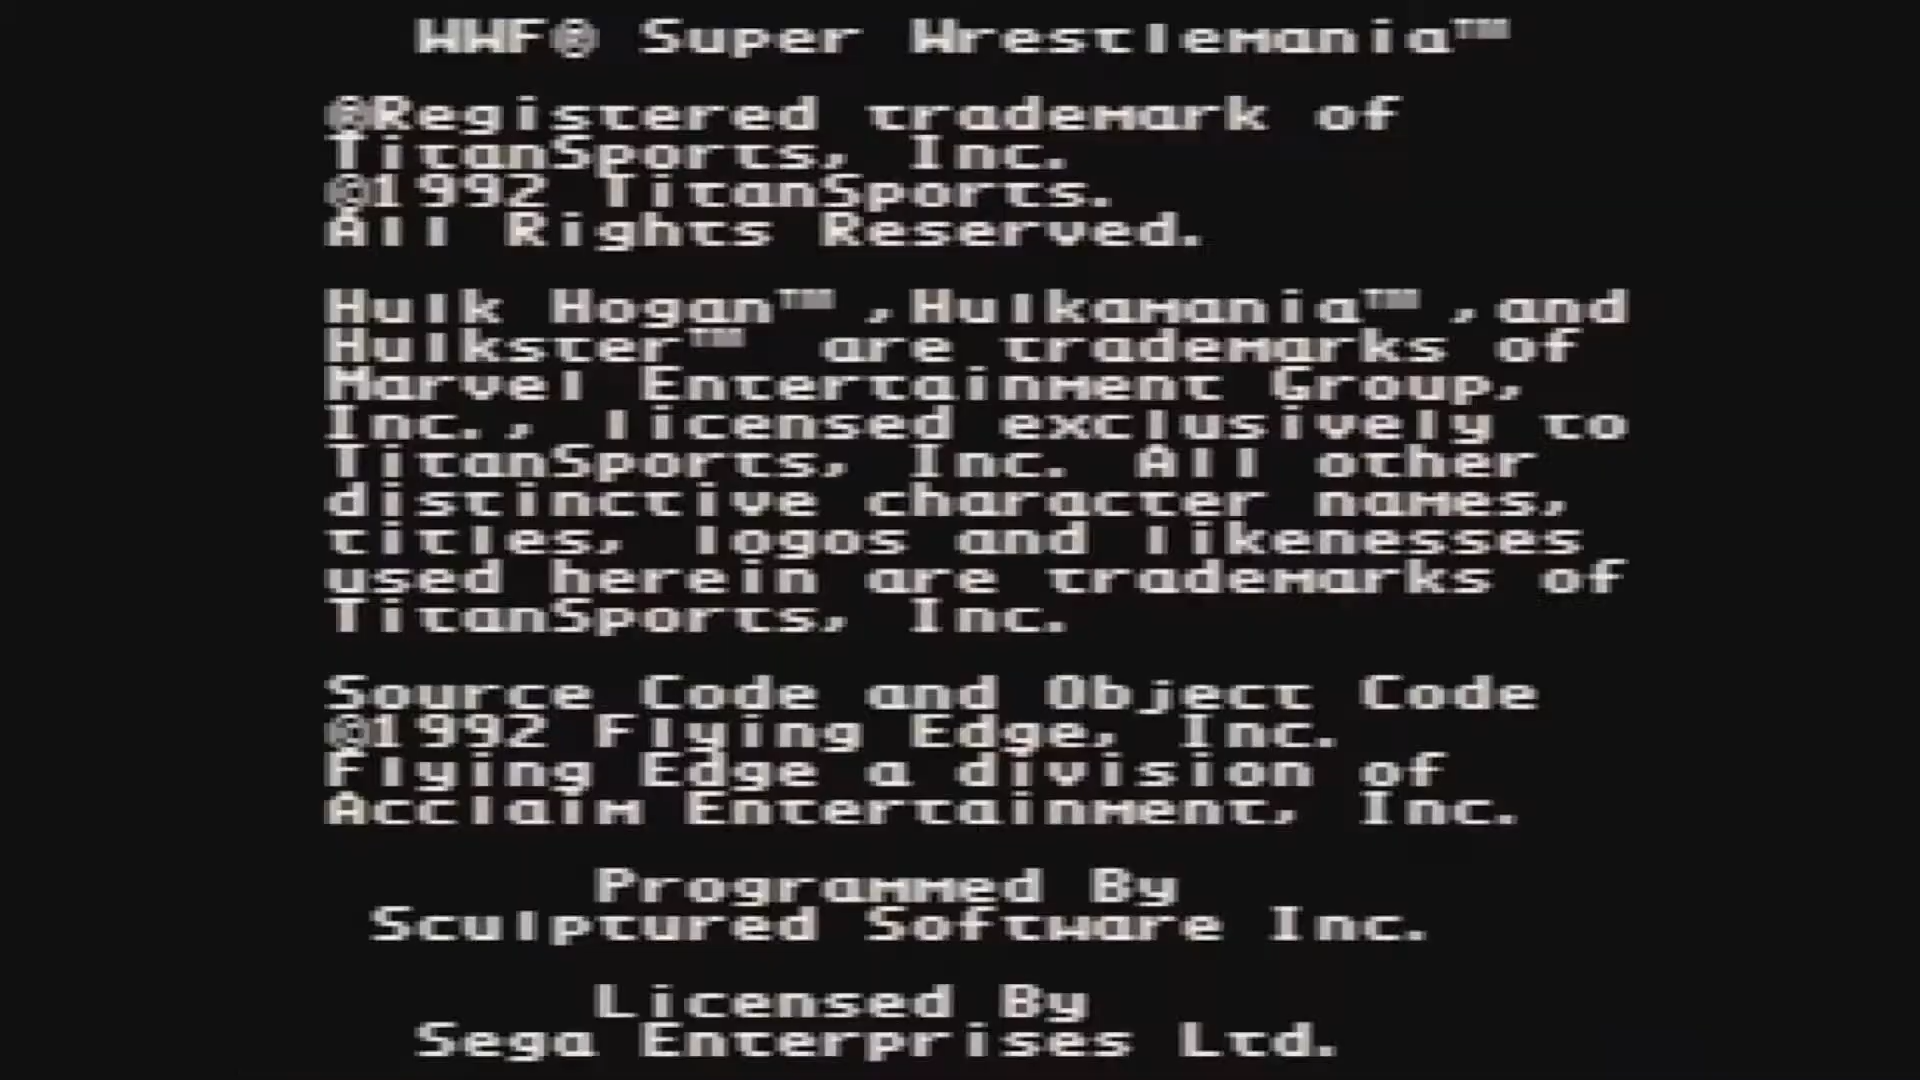 WWF® Super Wrestlemania™
®Registered trademark of
TitanSports, Inc.
©1992 TitanSports.
All Rights Reserved.
Hulk Hogan™ ,Hulkamania™ ,and
Hulkster™ are trademarks of
Marvel Entertainment Group,
Inc., licensed exclusively to
TitanSports, Inc. All other
distinctive character names,
titles, logos and likenesses
used herein are trademarks of
TitanSports, Inc.
Source Code and Object Code
©1992 Flying Edge, Inc.
Flying Edge a division of
Acclaim Entertainment, Inc.
Programmed By
Sculptured Software Inc.
Licensed By
Sega Enterprises Ltd.